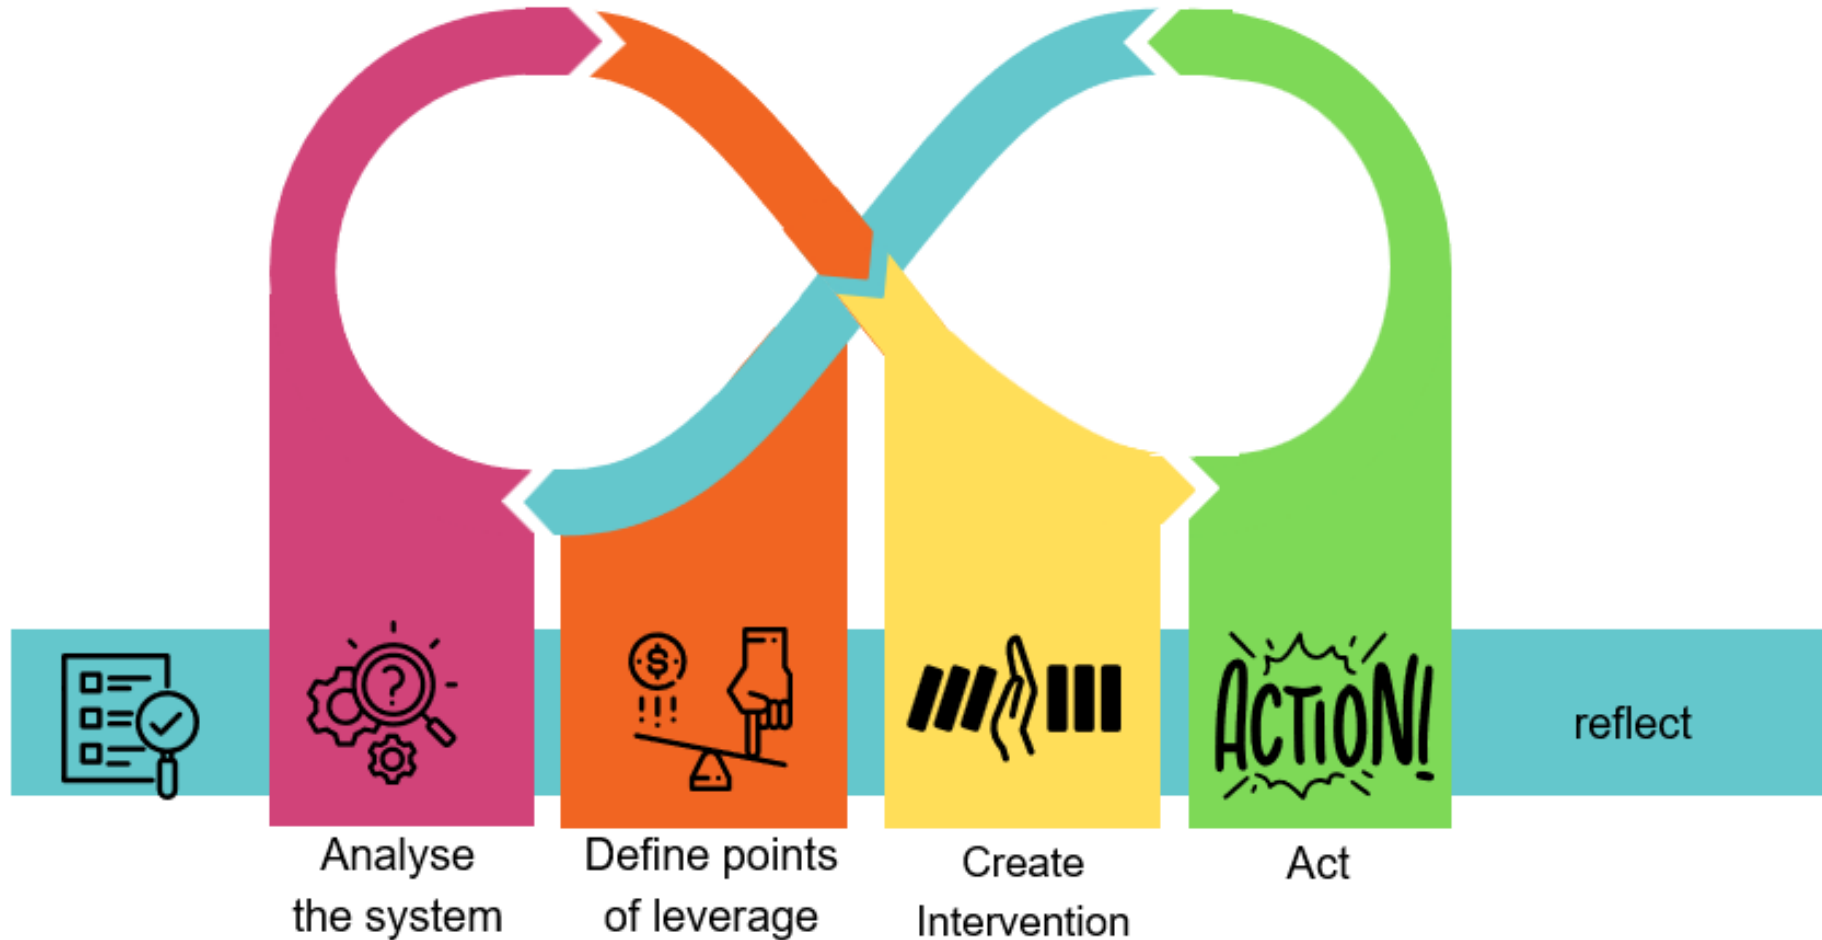 $
?
ACTION!
reflect
Analyse
the system
Define points
of leverage
Create
Intervention
Act